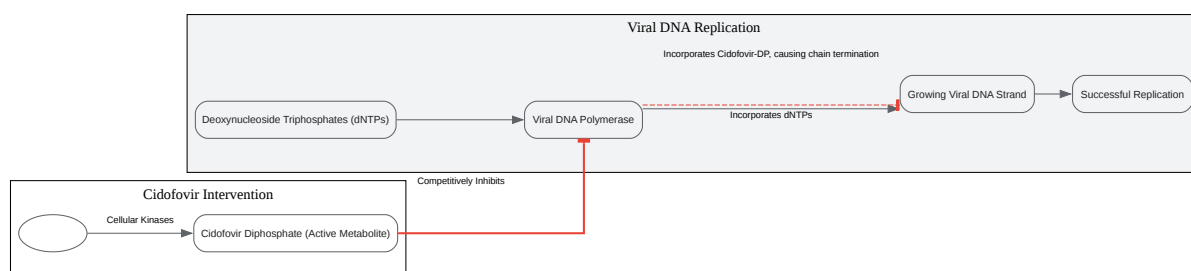 Viral DNA Replication
Incorporates Cidofovir-DP, causing chain termination
Growing Viral DNA Strand
Successful Replication
Deoxynucleoside Triphosphates (dNTPs)
Viral DNA Polymerase
Incorporates dNTPs
Competitively Inhibits
Cidofovir Intervention
Cellular Kinases
Cidofovir Diphosphate (Active Metabolite)